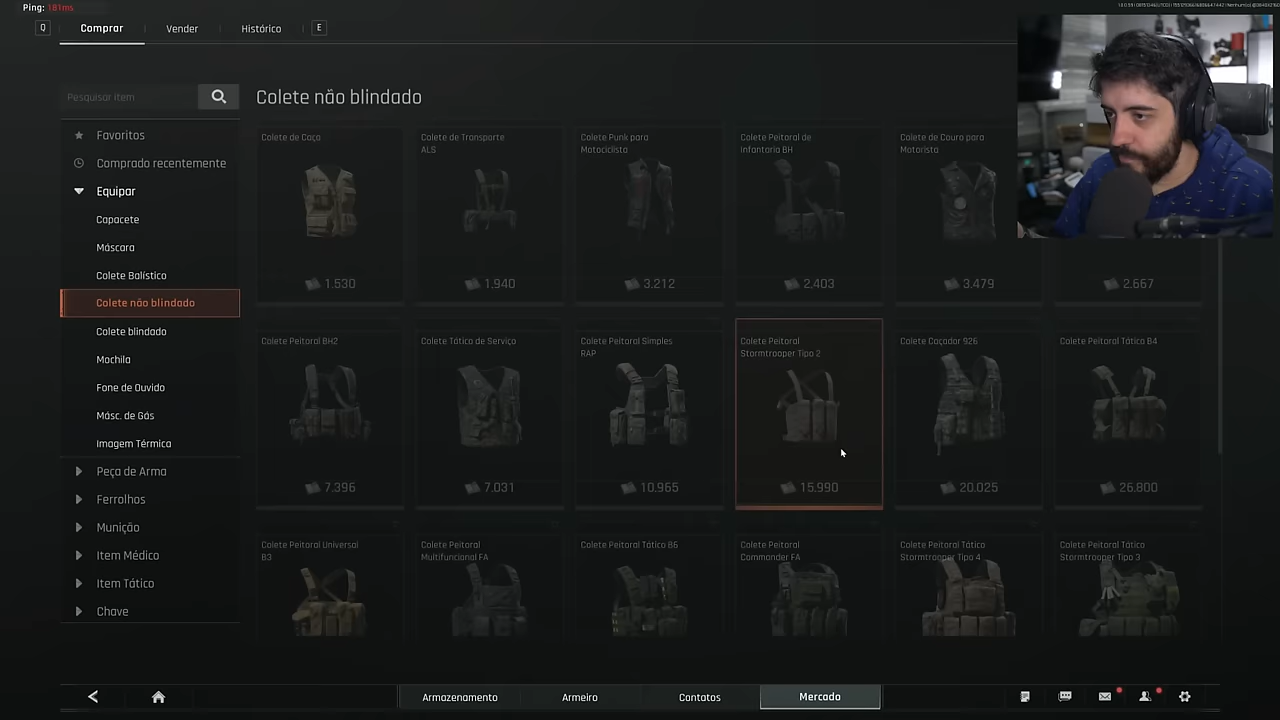 Ping: 181ms
Q
Comprar
Vender
Histórico
E
Pesquisar item
Colete não blindado
Favoritos
Comprado recentemente
Equipar
Capacete
Máscara
Colete Balístico
Colete não blindado
Colete blindado
Mochila
Fone de Ouvido
Másc. de Gás
Imagem Térmica
Peça de Arma
Ferrolhos
Munição
Item Médico
Item Tático
Chave
Colete de Caça
Colete de Transporte
ALS
Colete Punk para
Motociclista
Colete Peitoral de
Infantaria BH
Colete de Couro para
Motorista
1.530
1.940
3.212
2.403
3.479
2.667
Colete Peitoral BH2
Colete Tático de Serviço
Colete Peitoral Simples
RAP
Colete Peitoral
Stormtrooper Tipo 2
Colete Caçador 926
Colete Peitoral Tático B4
7.396
7.031
10.965
15.990
20.025
26.800
Colete Peitoral Universal
B3
Colete Peitoral
Multifuncional FA
Colete Peitoral Tático B6
Colete Peitoral
Commander FA
Colete Peitoral Tático
Stormtrooper Tipo 4
Colete Peitoral Tático
Stormtrooper Tipo 3
Armazenamento
Armeiro
Contatos
Mercado